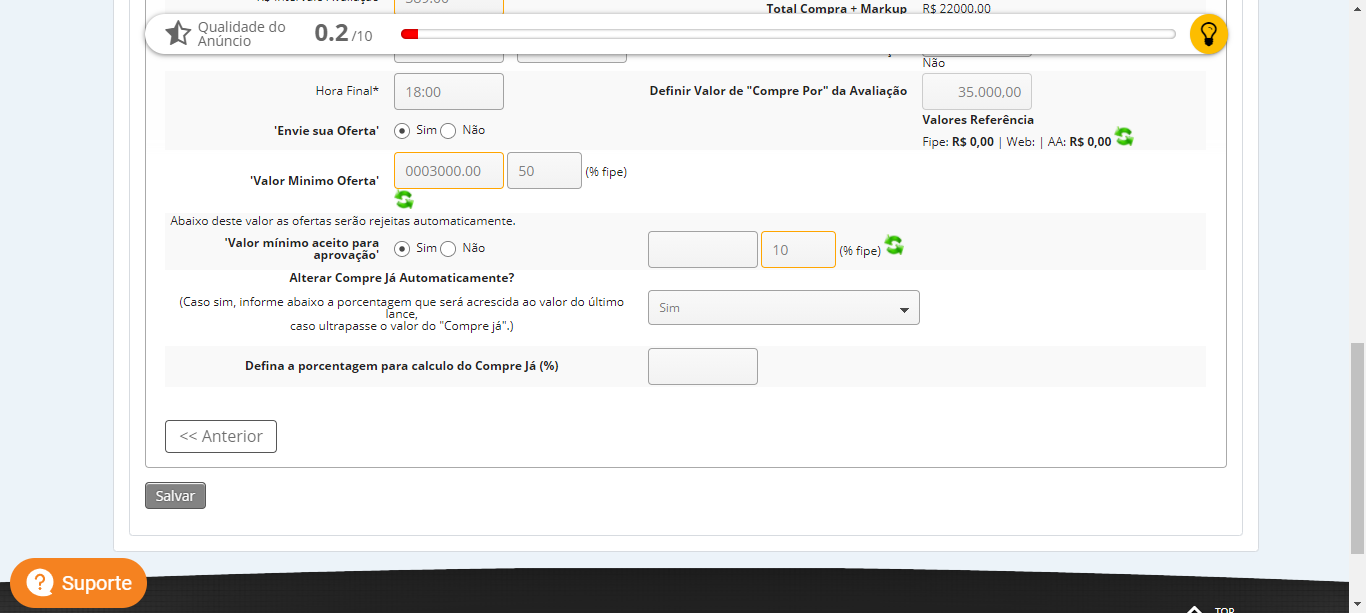 Total Compra + Markup R$ 22000.00
Qualidade do
Anúncio
0.2 /10
Não
Hora Final* 18:00 Definir Valor de "Compre Por" da Avaliação 35.000,00
'Envie sua Oferta' Sim Não Valores Referência
Fipe: R$ 0,00 | Web: | AA: R$ 0,00
'Valor Minimo Oferta' 0003000.00 50 (% fipe)
Abaixo deste valor as ofertas serão rejeitas automaticamente.
'Valor mínimo aceito para
aprovação' Sim Não 10 (% fipe)
Alterar Compre Já Automaticamente?
(Caso sim, informe abaixo a porcentagem que será acrescida ao valor do último
lance,
caso ultrapasse o valor do "Compre já".) Sim
Defina a porcentagem para calculo do Compre Já (%)
<< Anterior
Salvar
Suporte
TOP